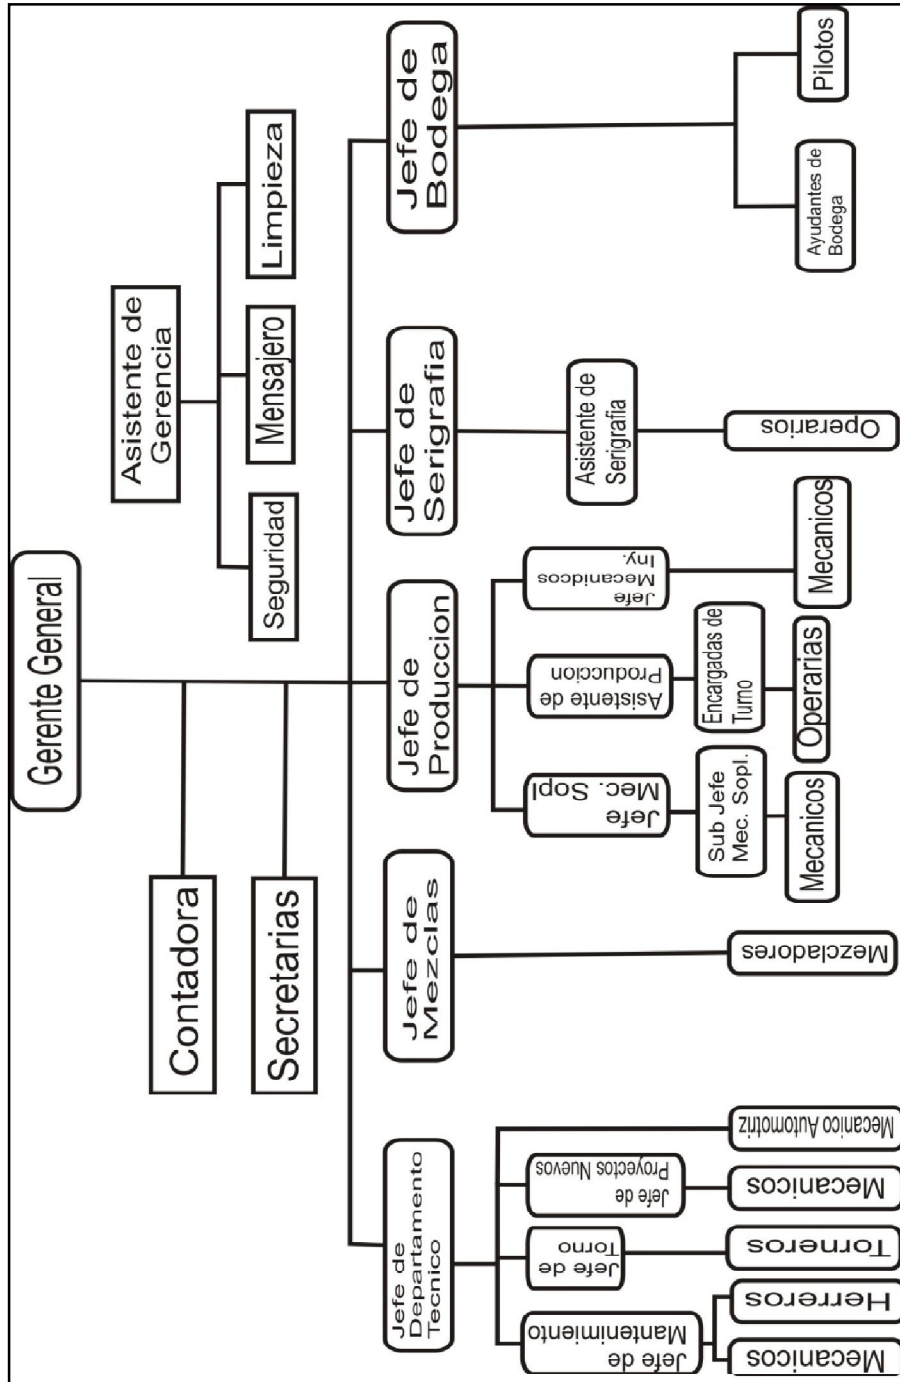 Gerente General
Asistente de
Gerencia
Contadora
Secretarias
Seguridad
Mensajero
Limpieza
Jefe de
Departamento
Tecnico
Jefe de
Mezclas
Jefe de
Produccion
Jefe de
Serigrafia
Jefe de
Bodega
Jefe de
Mantenimiento
Jefe de
Torno
Jefe de
Proyectos Nuevos
Jefe
Mec. Sopl
Asistente de
Produccion
Jefe
Mecanidcos
Iny.
Asistente de
Serigrafia
Mecanicos
Herreros
Torneros
Mecanicos
Mecanico Automotriz
Mezcladores
Sub Jefe
Mec. Sopl.
Encargadas de
Turno
Operarios
Mecanicos
Operarias
Mecanicos
Ayudantes de
Bodega
Pilotos